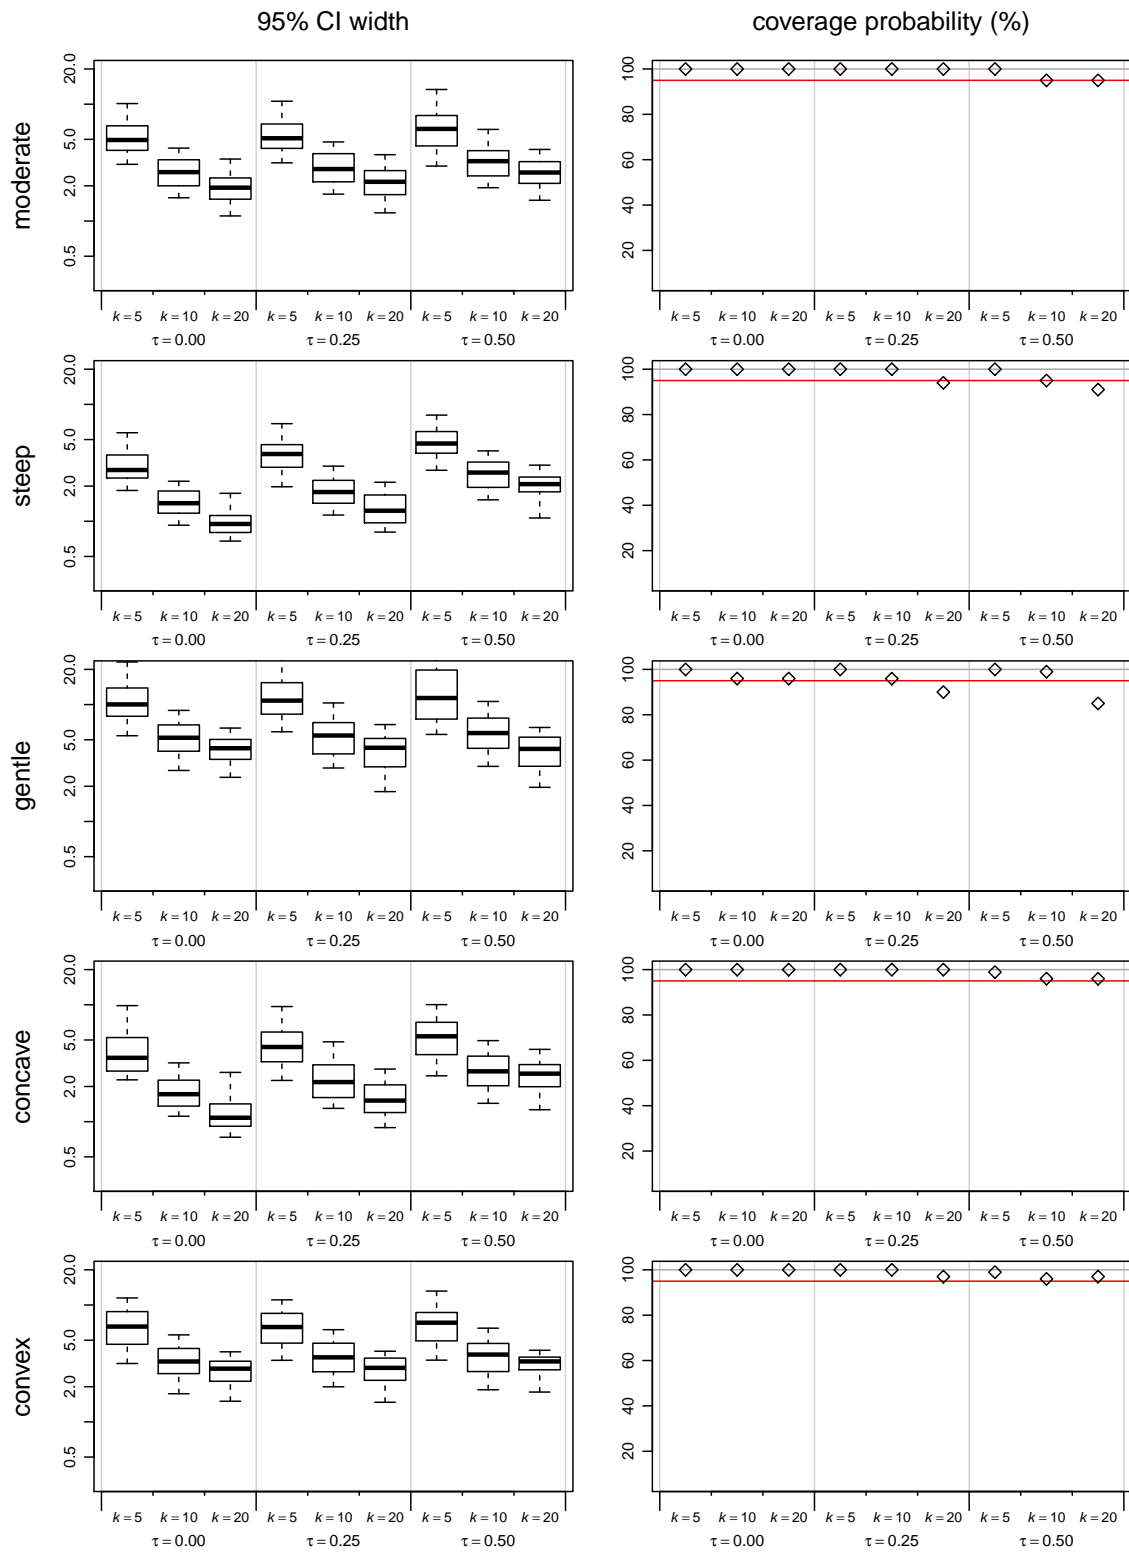 95% CI width coverage probability (%)
moderate
20.0
5.0
2.0
0.5
k = 5 k = 10 k = 20 k = 5 k = 10 k = 20 k = 5 k = 10 k = 20
τ = 0.00 τ = 0.25 τ = 0.50
100
80
60
40
20
k = 5 k = 10 k = 20 k = 5 k = 10 k = 20 k = 5 k = 10 k = 20
τ = 0.00 τ = 0.25 τ = 0.50
steep
20.0
5.0
2.0
0.5
k = 5 k = 10 k = 20 k = 5 k = 10 k = 20 k = 5 k = 10 k = 20
τ = 0.00 τ = 0.25 τ = 0.50
100
80
60
40
20
k = 5 k = 10 k = 20 k = 5 k = 10 k = 20 k = 5 k = 10 k = 20
τ = 0.00 τ = 0.25 τ = 0.50
gentle
20.0
5.0
2.0
0.5
k = 5 k = 10 k = 20 k = 5 k = 10 k = 20 k = 5 k = 10 k = 20
τ = 0.00 τ = 0.25 τ = 0.50
100
80
60
40
20
k = 5 k = 10 k = 20 k = 5 k = 10 k = 20 k = 5 k = 10 k = 20
τ = 0.00 τ = 0.25 τ = 0.50
concave
20.0
5.0
2.0
0.5
k = 5 k = 10 k = 20 k = 5 k = 10 k = 20 k = 5 k = 10 k = 20
τ = 0.00 τ = 0.25 τ = 0.50
100
80
60
40
20
k = 5 k = 10 k = 20 k = 5 k = 10 k = 20 k = 5 k = 10 k = 20
τ = 0.00 τ = 0.25 τ = 0.50
convex
20.0
5.0
2.0
0.5
k = 5 k = 10 k = 20 k = 5 k = 10 k = 20 k = 5 k = 10 k = 20
τ = 0.00 τ = 0.25 τ = 0.50
100
80
60
40
20
k = 5 k = 10 k = 20 k = 5 k = 10 k = 20 k = 5 k = 10 k = 20
τ = 0.00 τ = 0.25 τ = 0.50